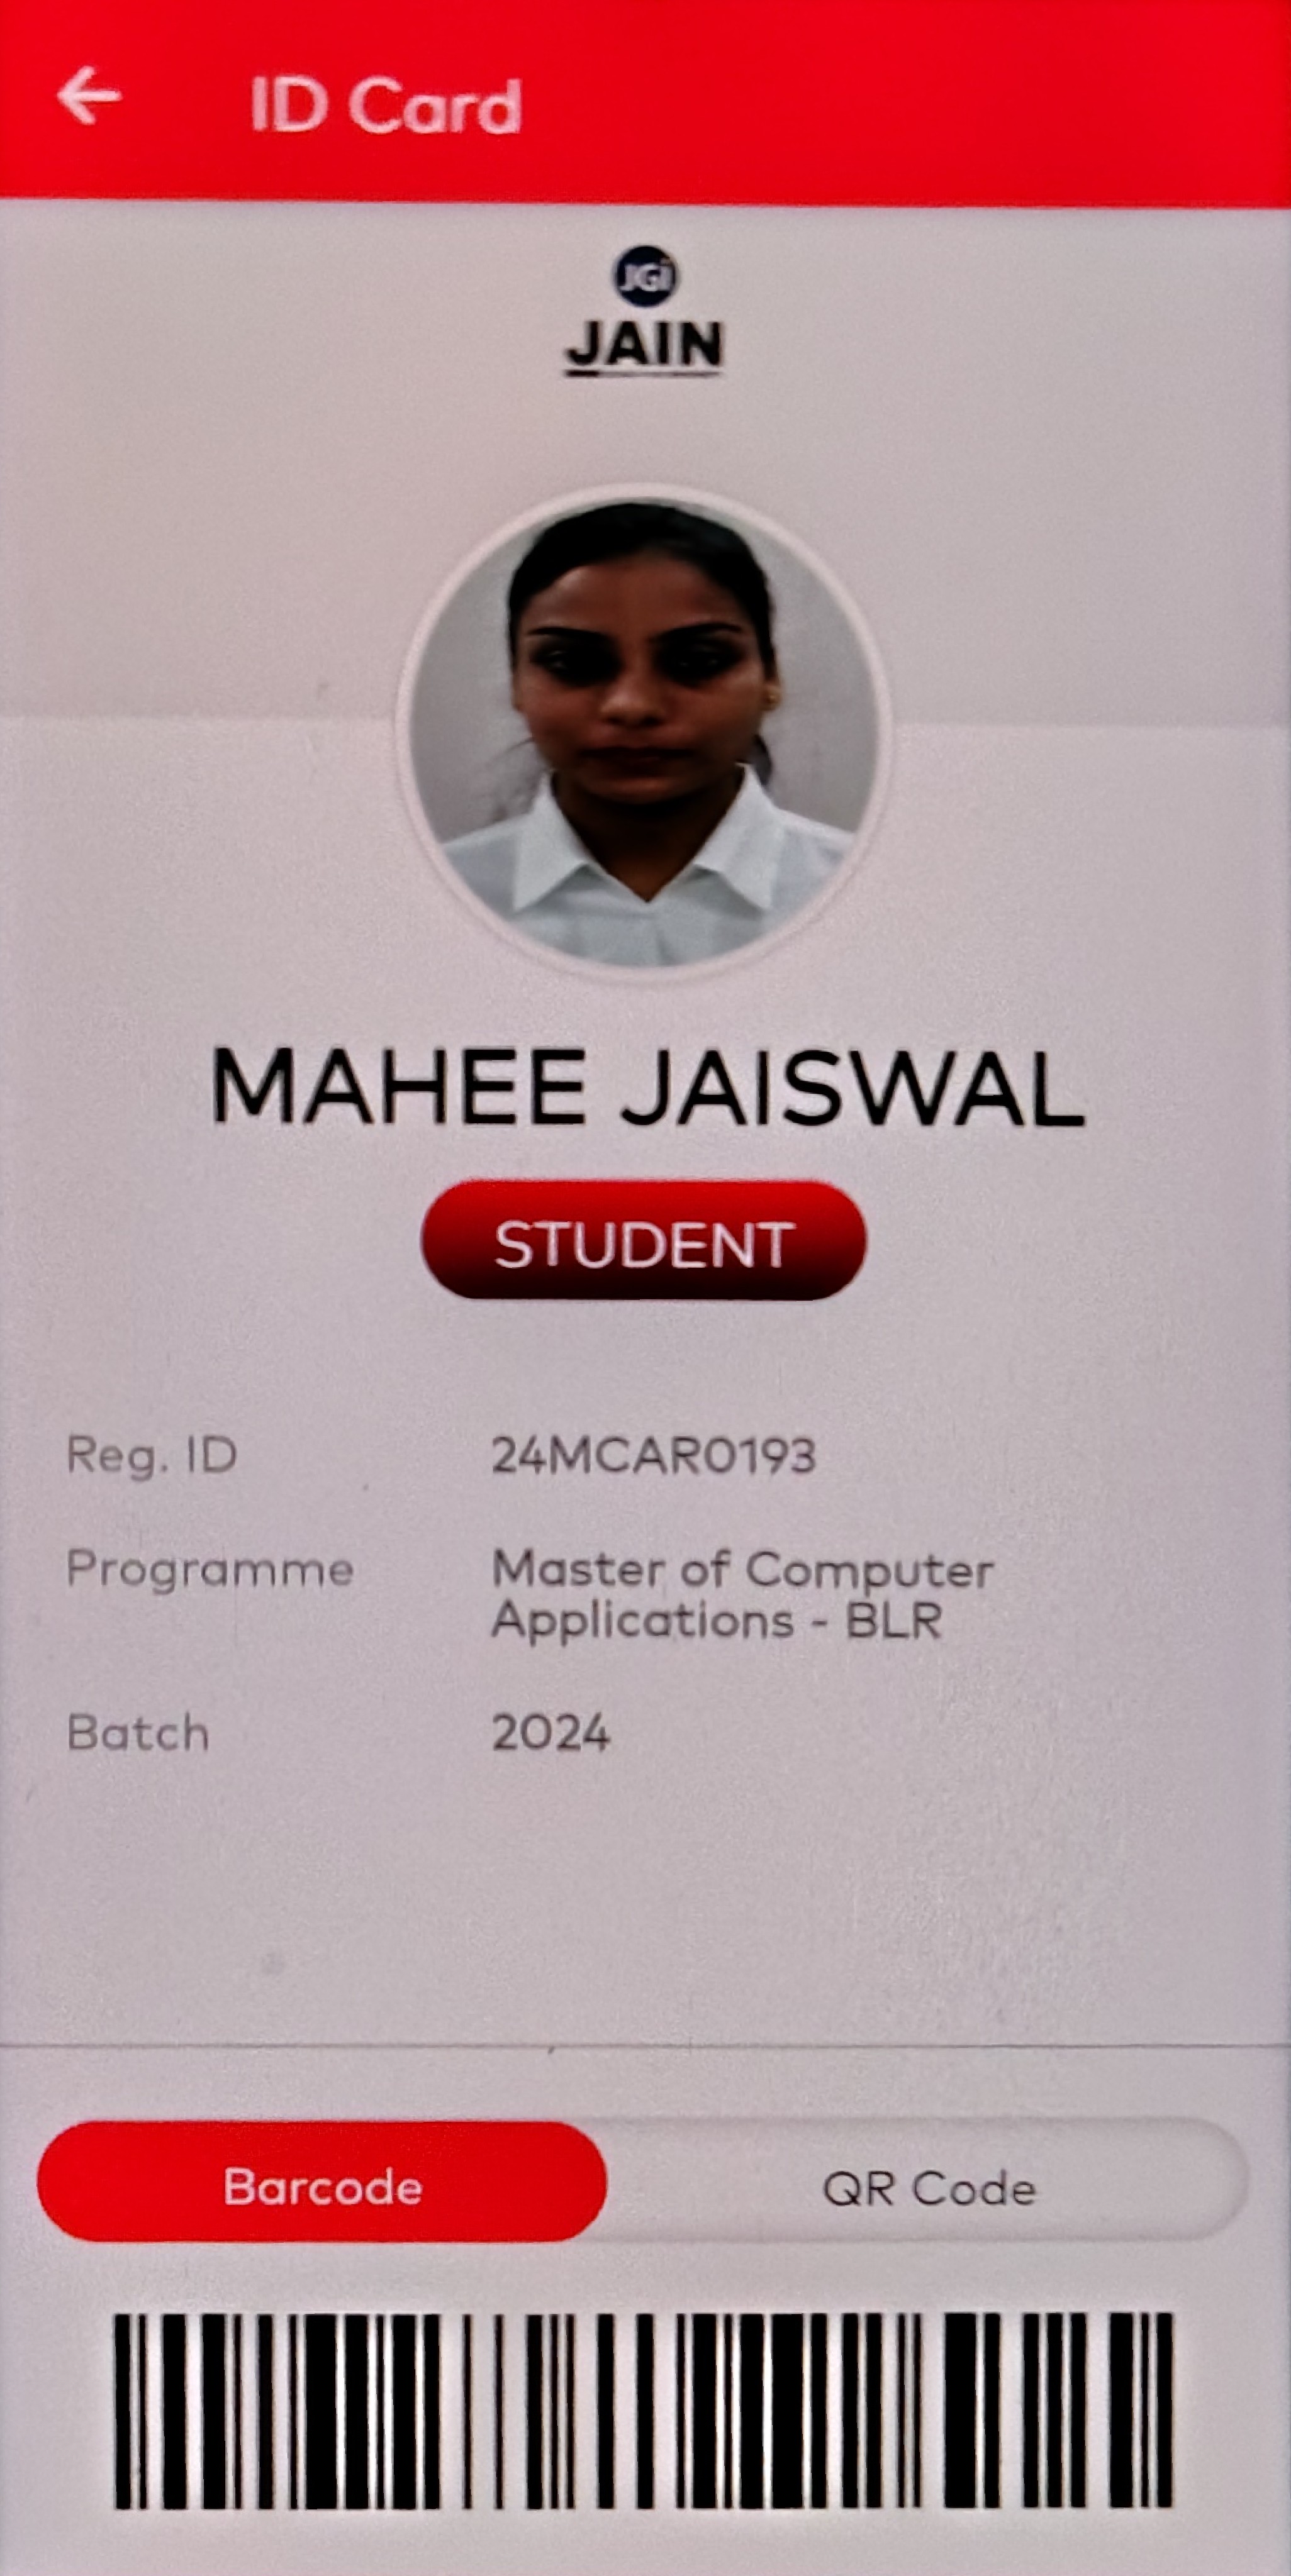 ID Card
JGi
JAIN
MAHEE JAISWAL
STUDENT
Reg. ID 24MCAR0193
Programme Master of Computer
Applications - BLR
Batch 2024
Barcode QR Code